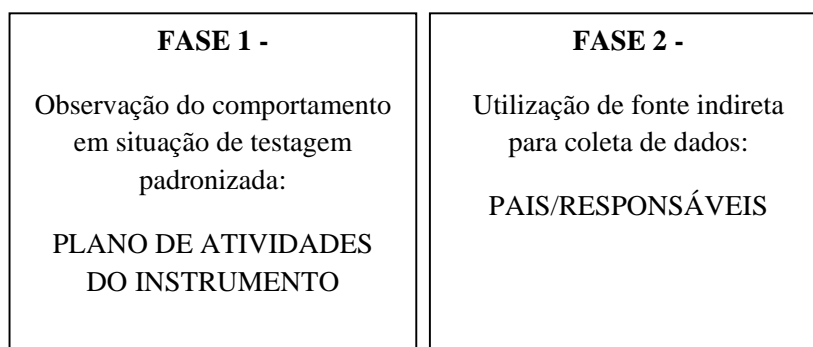 FASE 1 -
Observação do comportamento
em situação de testagem
padronizada:
PLANO DE ATIVIDADES
DO INSTRUMENTO
FASE 2 -
Utilização de fonte indireta
para coleta de dados:
PAIS/RESPONSÁVEIS